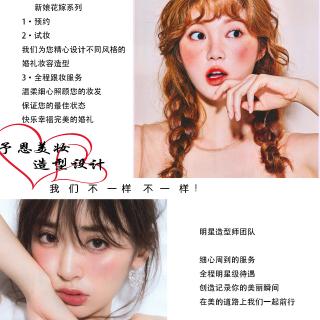 新娘花嫁系列
1·预约
2·试妆
我们为您精心设计不同风格的
婚礼妆容造型
3·全程跟妆服务
温柔细心照顾您的妆发
保证您的最佳状态
快乐幸福完美的婚礼
予恩美妆
造型设计
我们不一样 不一样!
明星造型师团队
细心周到的服务
全程明星级待遇
创造记录你的美丽瞬间
在美的道路上我们一起前行